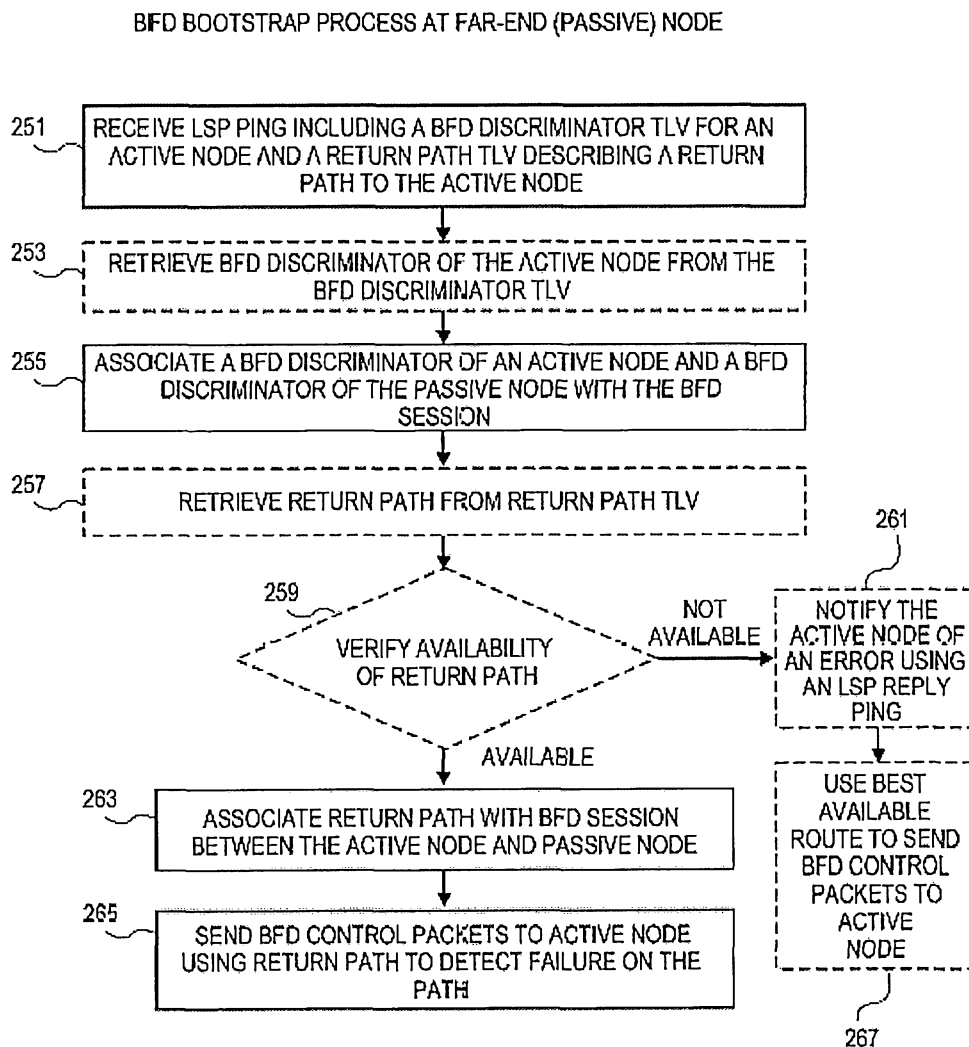 BFD BOOTSTRAP PROCESS AT FAR-END (PASSIVE) NODE
251
RECEIVE LSP PING INCLUDING A BFD DISCRIMINATOR TLV FOR AN
ACTIVE NODE AND A RETURN PATH TLV DESCRIBING A RETURN
PATH TO THE ACTIVE NODE
253
RETRIEVE BFD DISCRIMINATOR OF THE ACTIVE NODE FROM THE
BFD DISCRIMINATOR TLV
255
ASSOCIATE A BFD DISCRIMINATOR OF AN ACTIVE NODE AND A BFD
DISCRIMINATOR OF THE PASSIVE NODE WITH THE BFD
SESSION
257
RETRIEVE RETURN PATH FROM RETURN PATH TLV
259
VERIFY AVAILABILITY
OF RETURN PATH
NOT
AVAILABLE
261
NOTIFY THE
ACTIVE NODE OF
AN ERROR USING
AN LSP REPLY
PING
AVAILABLE
263
ASSOCIATE RETURN PATH WITH BFD SESSION
BETWEEN THE ACTIVE NODE AND PASSIVE NODE
265
SEND BFD CONTROL PACKETS TO ACTIVE NODE
USING RETURN PATH TO DETECT FAILURE ON THE
PATH
USE BEST
AVAILABLE
ROUTE TO SEND
BFD CONTROL
PACKETS TO
ACTIVE
NODE
267